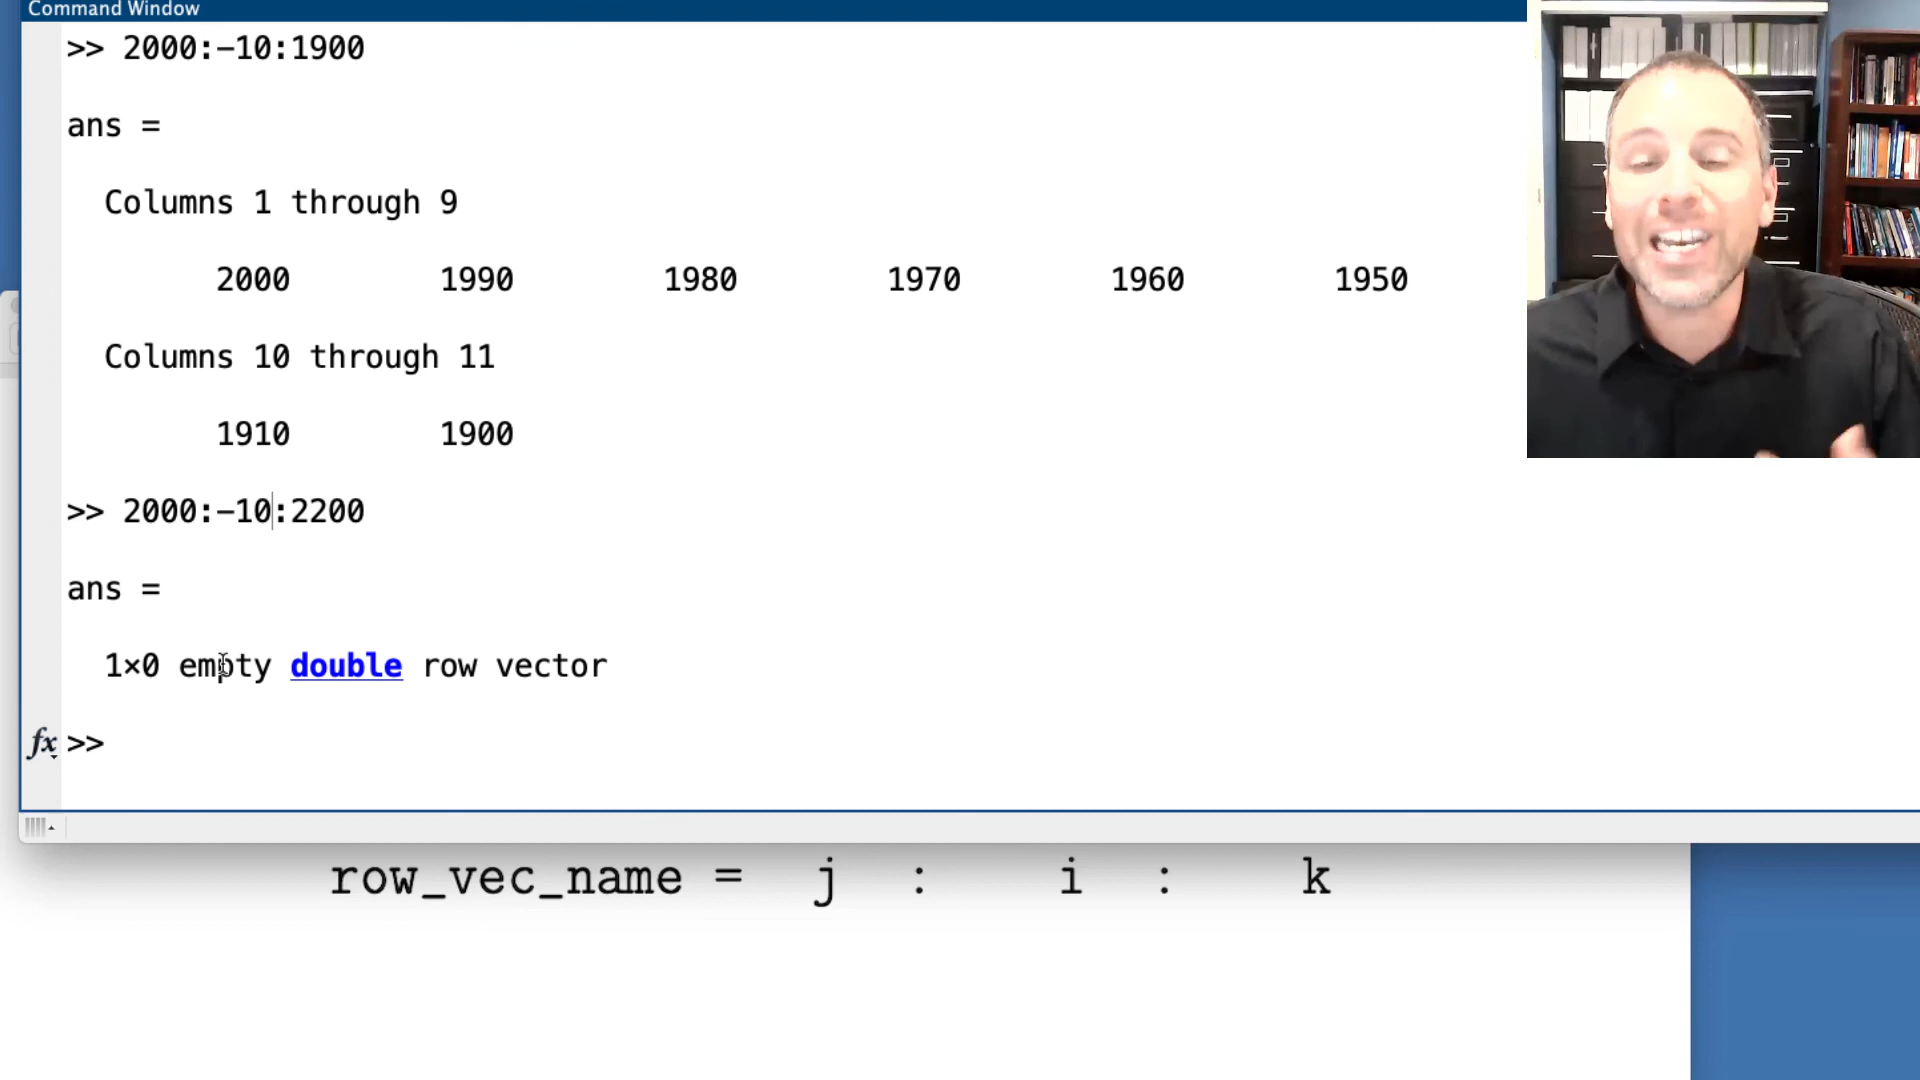 Command Window
>> 2000:-10:1900
ans =
Columns 1 through 9
2000 1990 1980 1970 1960 1950
Columns 10 through 11
1910 1900
>> 2000:-10:2200
ans =
1×0 empty double row vector
fx >>
row_vec_name = j : i : k